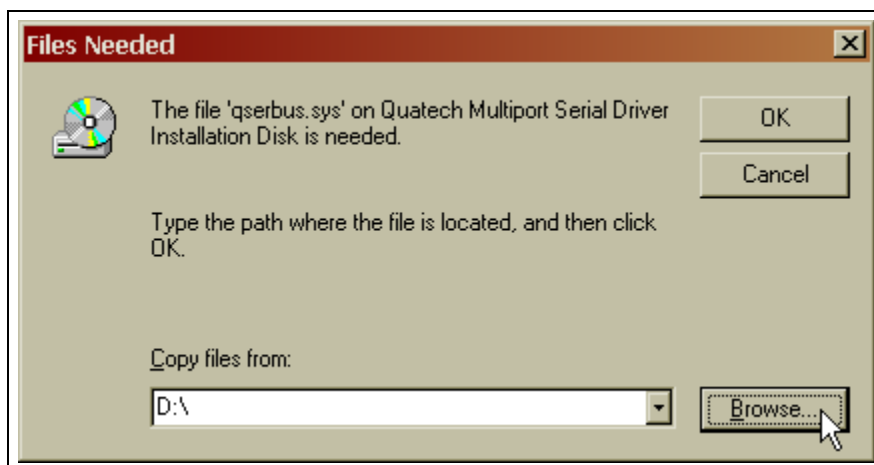 Files Needed
The file 'qserbus.sys' on Quatech Multiport Serial Driver
Installation Disk is needed.
OK
Cancel
Type the path where the file is located, and then click
OK.
Copy files from:
D:\
Browse...